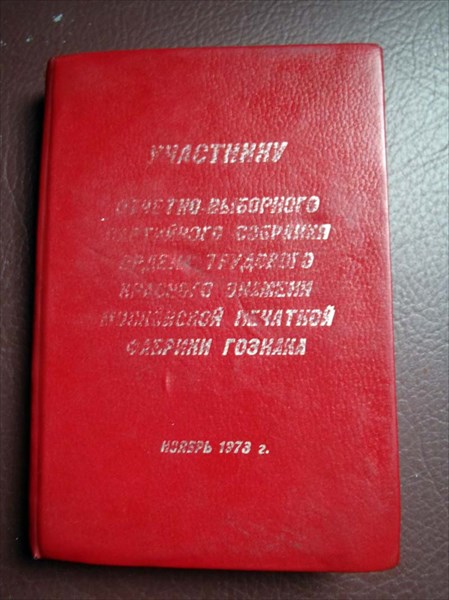 УЧАСТНИКУ
ОТЧЕТНО-ВЫБОРНОГО
ПАРТИЙНОГО СОБРАНИЯ
ОРДЕНА ТРУДОВОГО
КРАСНОГО ЗНАМЕНИ
МОСКОВСКОЙ ПЕЧАТНОЙ
ФАБРИКИ ГОЗНАКА
НОЯБРЬ 1973 г.